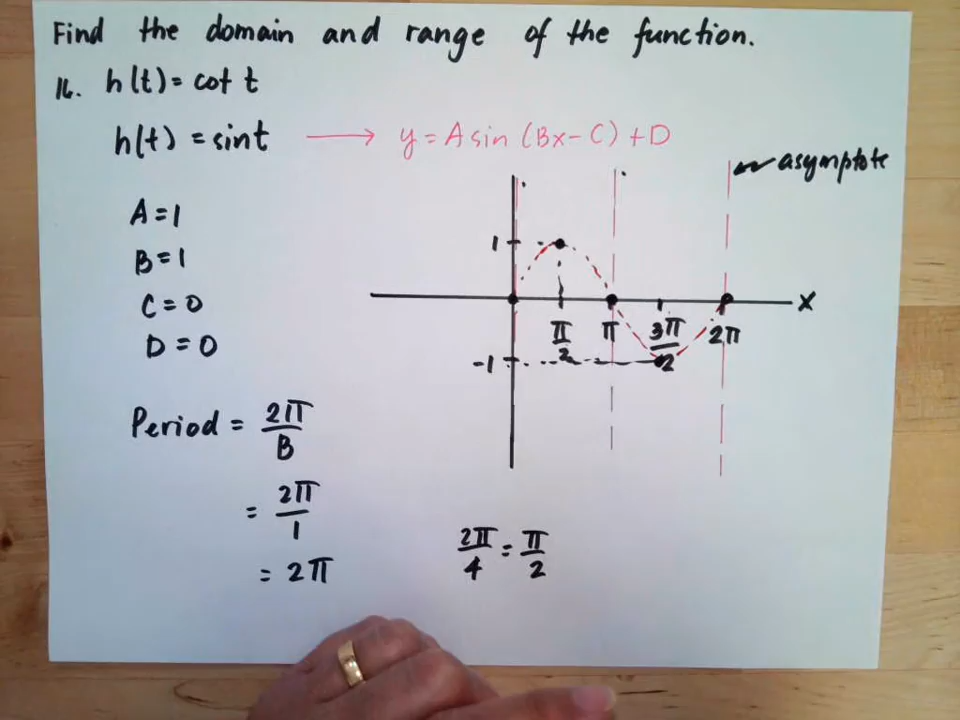 Find the domain and range of the function.
16. h(t) = cot t
h(t) = sin t → y = A sin (Bx - C) + D
asymptote
A = 1
B = 1
C = 0
D = 0
1
π/2 π 3π/2 2π x
-1
Period = 2π/B
= 2π/1
= 2π
2π/4 = π/2